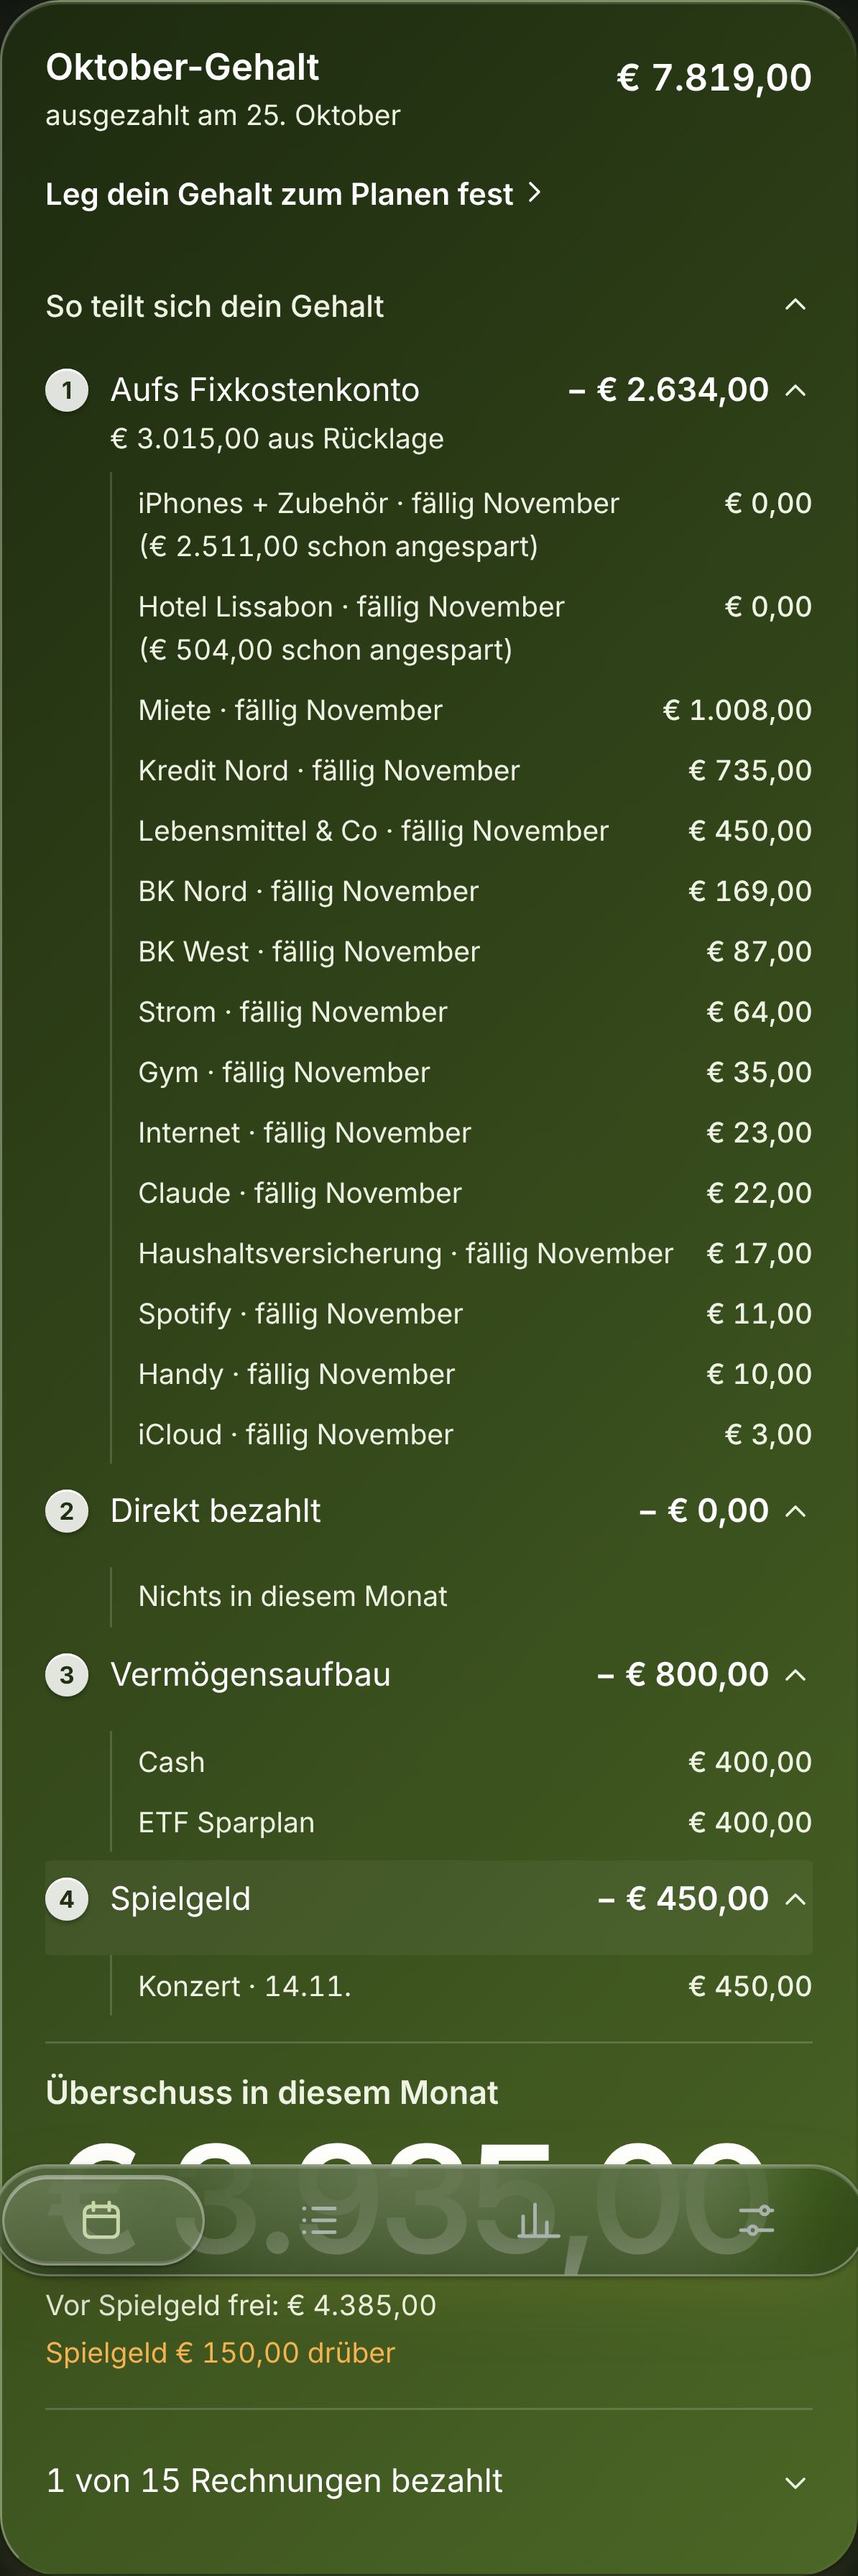 Oktober-Gehalt
€ 7.819,00
ausgezahlt am 25. Oktober
Leg dein Gehalt zum Planen fest
So teilt sich dein Gehalt
1 Aufs Fixkostenkonto – € 2.634,00
€ 3.015,00 aus Rücklage
iPhones + Zubehör · fällig November € 0,00
(€ 2.511,00 schon angespart)
Hotel Lissabon · fällig November € 0,00
(€ 504,00 schon angespart)
Miete · fällig November € 1.008,00
Kredit Nord · fällig November € 735,00
Lebensmittel & Co · fällig November € 450,00
BK Nord · fällig November € 169,00
BK West · fällig November € 87,00
Strom · fällig November € 64,00
Gym · fällig November € 35,00
Internet · fällig November € 23,00
Claude · fällig November € 22,00
Haushaltsversicherung · fällig November € 17,00
Spotify · fällig November € 11,00
Handy · fällig November € 10,00
iCloud · fällig November € 3,00
2 Direkt bezahlt – € 0,00
Nichts in diesem Monat
3 Vermögensaufbau – € 800,00
Cash € 400,00
ETF Sparplan € 400,00
4 Spielgeld – € 450,00
Konzert · 14.11. € 450,00
Überschuss in diesem Monat
€ 3.935,00
Vor Spielgeld frei: € 4.385,00
Spielgeld € 150,00 drüber
1 von 15 Rechnungen bezahlt